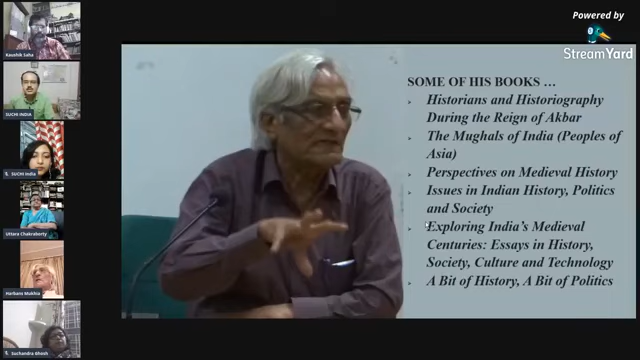 Powered by
StreamYard
Kaushik Saha
SUCHI INDIA
SUCHI India
Uttara Chakraborty
Harbans Mukhia
Suchandra Ghosh
SOME OF HIS BOOKS ...
Historians and Historiography
During the Reign of Akbar
The Mughals of India (Peoples of
Asia)
Perspectives on Medieval History
Issues in Indian History, Politics
and Society
Exploring India's Medieval
Centuries: Essays in History,
Society, Culture and Technology
A Bit of History, A Bit of Politics